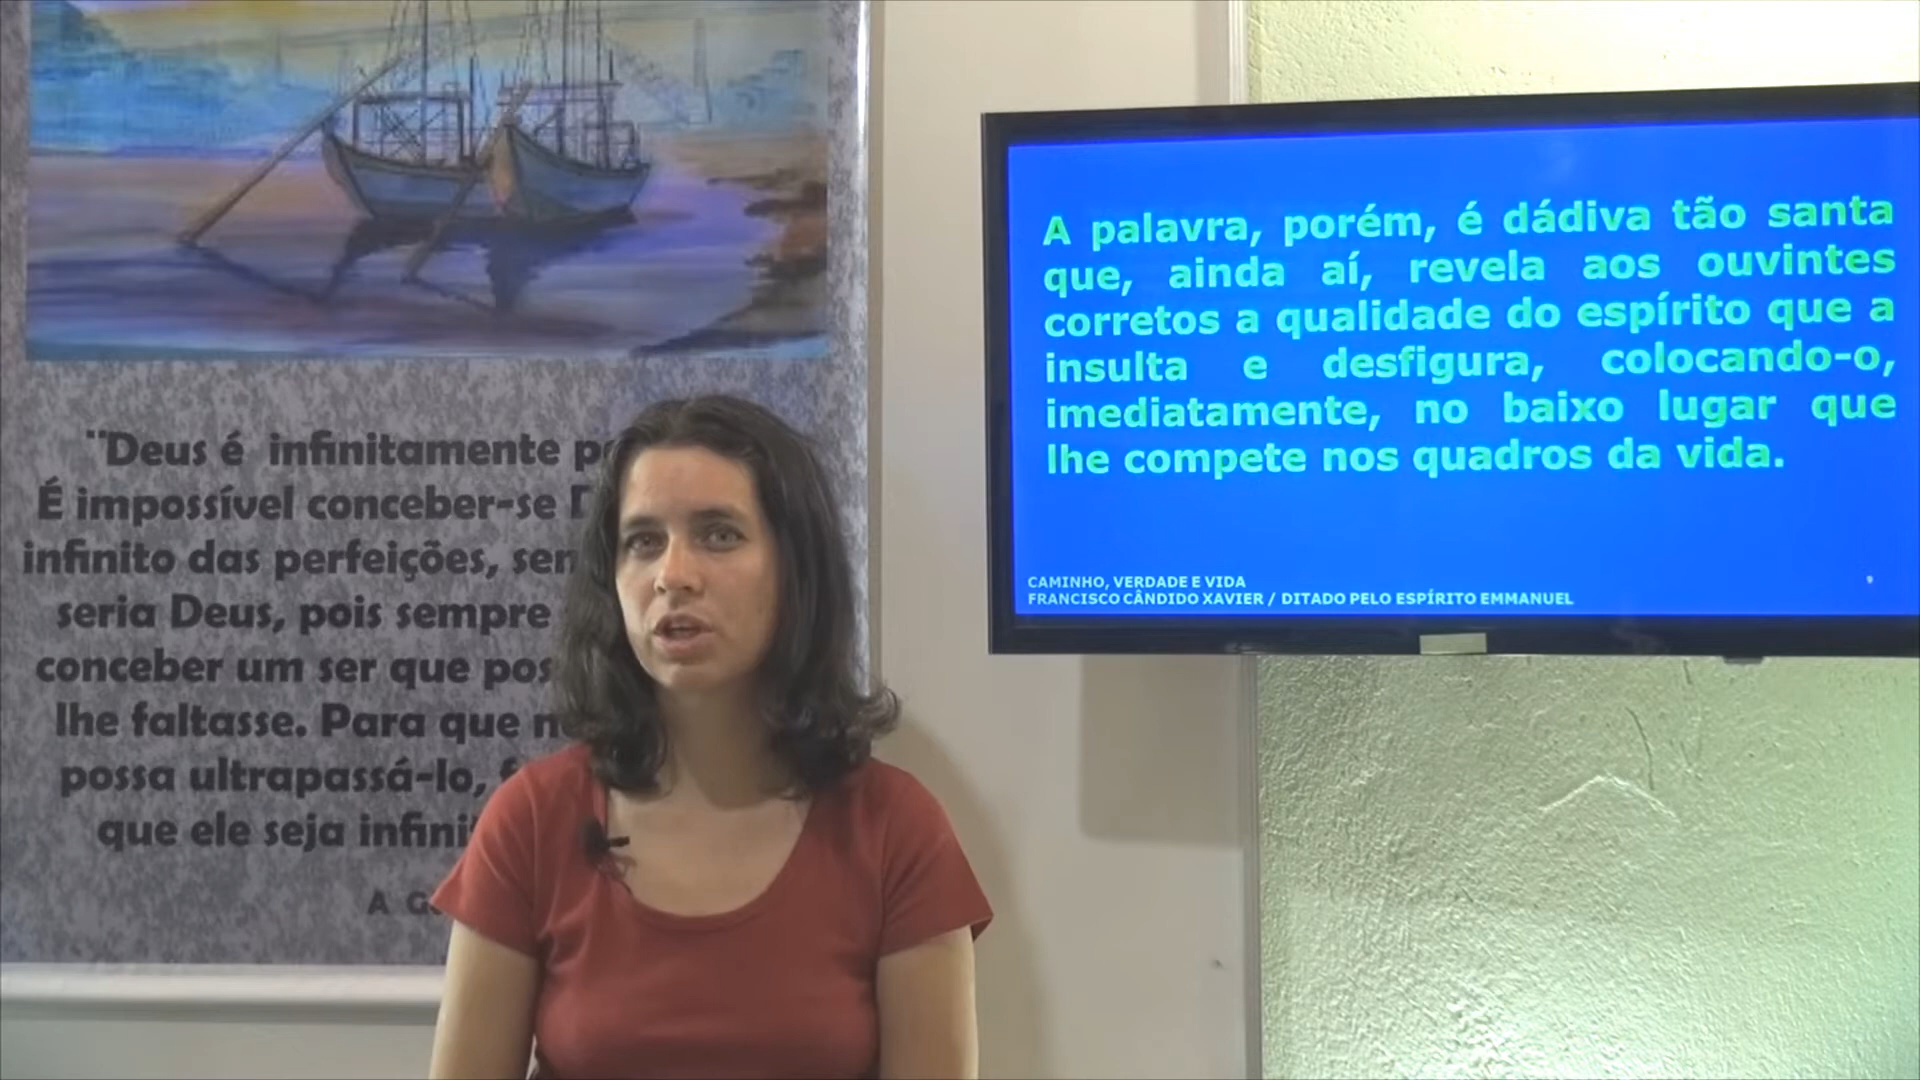 ¨Deus é infinitamente
É impossível conceber-se
infinito das perfeições,
seria Deus, pois sempre
conceber um ser que
lhe faltasse. Para que
possa ultrapassá-lo,
que ele seja
A
A palavra, porém, é dádiva tão santa
que, ainda aí, revela aos ouvintes
corretos a qualidade do espírito que a
insulta e desfigura, colocando-o,
imediatamente, no baixo lugar que
lhe compete nos quadros da vida.
CAMINHO, VERDADE E VIDA
FRANCISCO CÂNDIDO XAVIER / DITADO PELO ESPÍRITO EMMANUEL
9